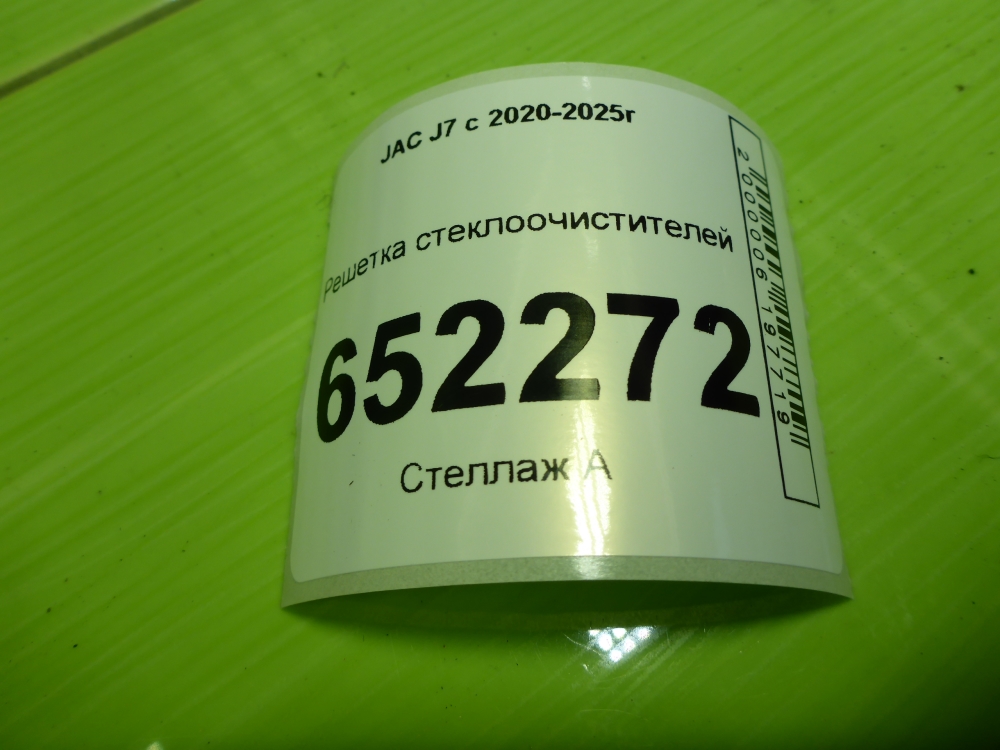 JAC J7 с 2020-2025г
Решетка стеклоочистителей
652272
Стеллаж А
2000006197719